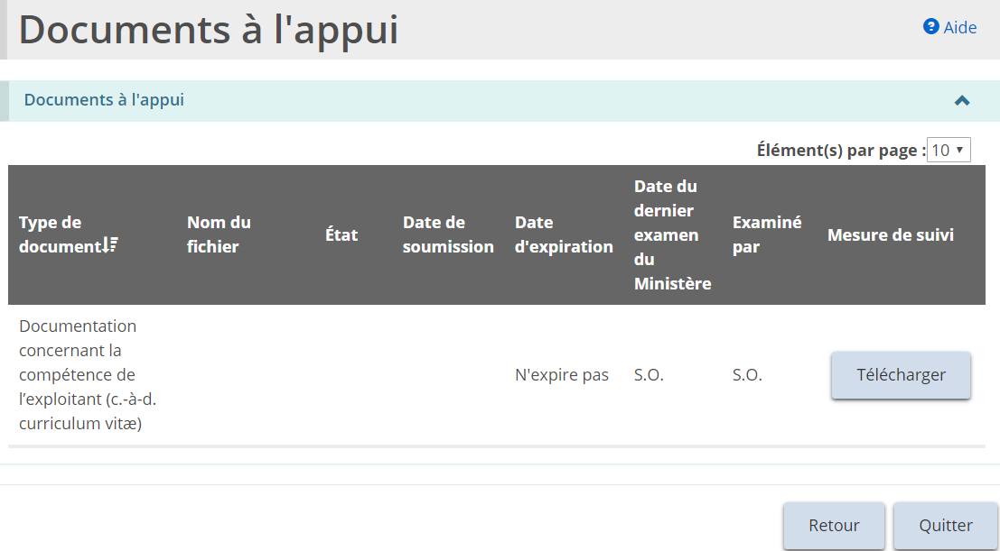 Documents à l'appui
Aide
Documents à l'appui
Élément(s) par page :
10
Type de
document
Nom du
fichier
État
Date de
soumission
Date
d'expiration
Date du
dernier
examen
du
Ministère
Examiné
par
Mesure de suivi
Documentation
concernant la
compétence de
l’exploitant (c.-à-d.
curriculum vitæ)
N'expire pas
S.O.
S.O.
Télécharger
Retour
Quitter